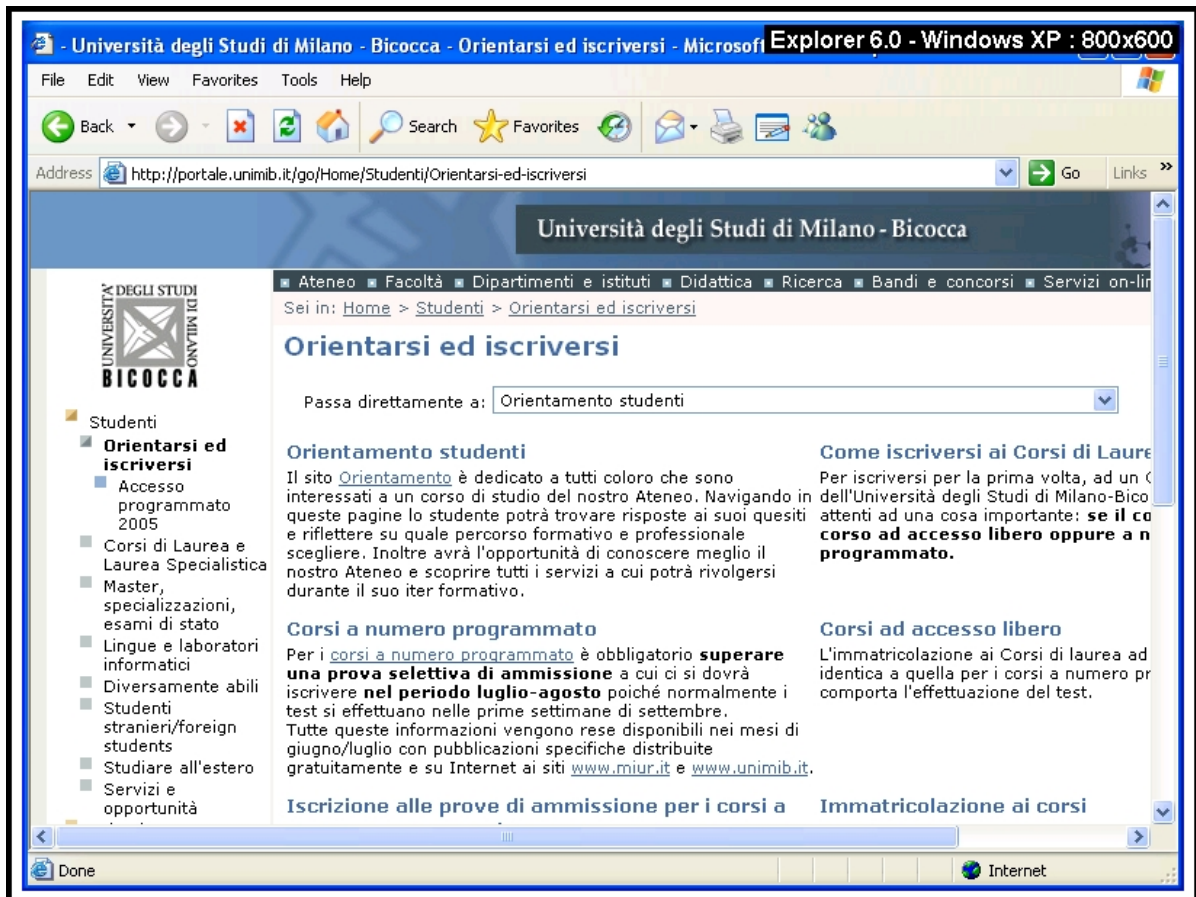 - Università degli Studi di Milano - Bicocca - Orientarsi ed iscriversi - Microsoft
Explorer 6.0 - Windows XP : 800x600
File Edit View Favorites Tools Help
Back Search Favorites
Address http://portale.unimib.it/go/Home/Studenti/Orientarsi-ed-iscriversi Go Links »
Università degli Studi di Milano - Bicocca
UNIVERSITA' DEGLI STUDI DI MILANO
BICOCCA
Ateneo Facoltà Dipartimenti e istituti Didattica Ricerca Bandi e concorsi Servizi on-lin
Sei in: Home > Studenti > Orientarsi ed iscriversi
Orientarsi ed iscriversi
Passa direttamente a: Orientamento studenti
Studenti
Orientarsi ed
iscriversi
Accesso
programmato
2005
Corsi di Laurea e
Laurea Specialistica
Master,
specializzazioni,
esami di stato
Lingue e laboratori
informatici
Diversamente abili
Studenti
stranieri/foreign
students
Studiare all'estero
Servizi e
opportunità
Orientamento studenti
Il sito Orientamento è dedicato a tutti coloro che sono
interessati a un corso di studio del nostro Ateneo. Navigando in
queste pagine lo studente potrà trovare risposte ai suoi quesiti
e riflettere su quale percorso formativo e professionale
scegliere. Inoltre avrà l'opportunità di conoscere meglio il
nostro Ateneo e scoprire tutti i servizi a cui potrà rivolgersi
durante il suo iter formativo.
Come iscriversi ai Corsi di Laure
Per iscriversi per la prima volta, ad un
dell'Università degli Studi di Milano-Bico
attenti ad una cosa importante: se il co
corso ad accesso libero oppure a n
programmato.
Corsi a numero programmato
Per i corsi a numero programmato è obbligatorio superare
una prova selettiva di ammissione a cui ci si dovrà
iscrivere nel periodo luglio-agosto poiché normalmente i
test si effettuano nelle prime settimane di settembre.
Tutte queste informazioni vengono rese disponibili nei mesi di
giugno/luglio con pubblicazioni specifiche distribuite
gratuitamente e su Internet ai siti www.miur.it e www.unimib.it.
Corsi ad accesso libero
L'immatricolazione ai Corsi di laurea ad
identica a quella per i corsi a numero pr
comporta l'effettuazione del test.
Iscrizione alle prove di ammissione per i corsi a
Immatricolazione ai corsi
Done Internet